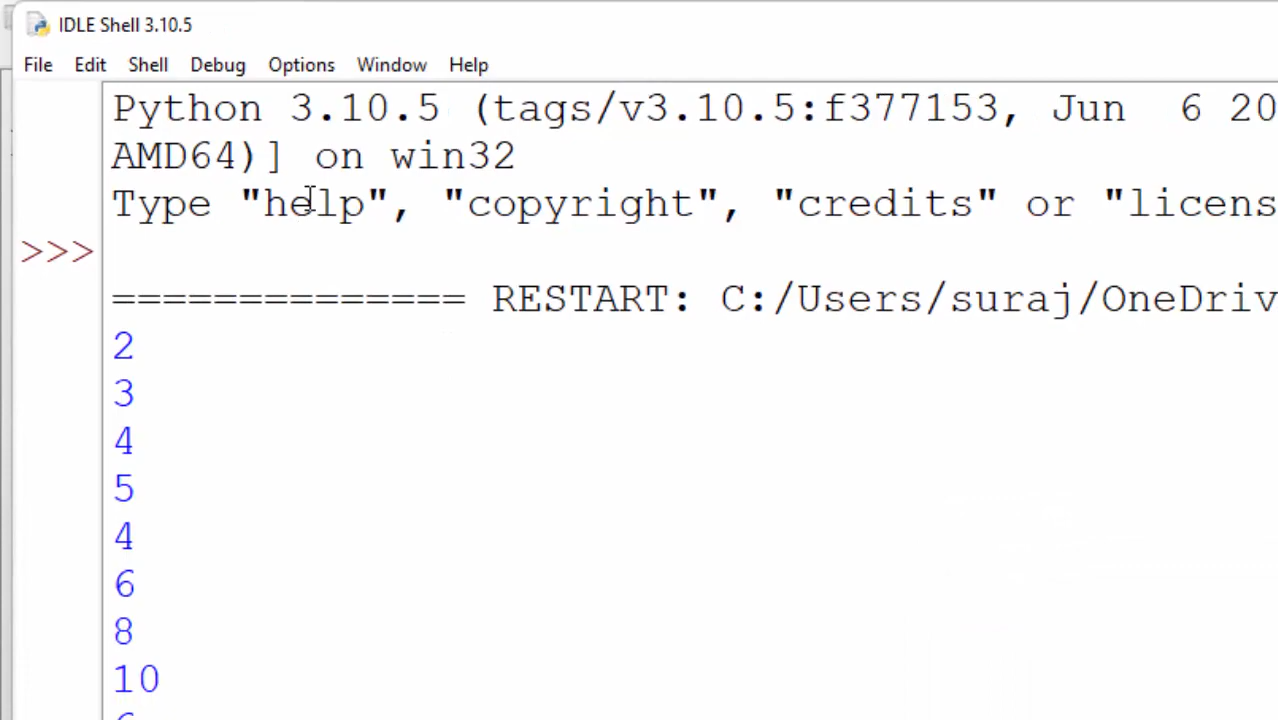 IDLE Shell 3.10.5
File Edit Shell Debug Options Window Help
Python 3.10.5 (tags/v3.10.5:f377153, Jun  6 20
AMD64)] on win32
Type "help", "copyright", "credits" or "licens
>>>
============== RESTART: C:/Users/suraj/OneDriv
2
3
4
5
4
6
8
10